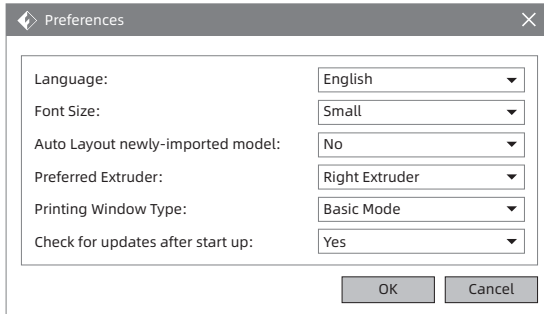 Preferences
Language: English
Font Size: Small
Auto Layout newly-imported model: No
Preferred Extruder: Right Extruder
Printing Window Type: Basic Mode
Check for updates after start up: Yes
OK Cancel